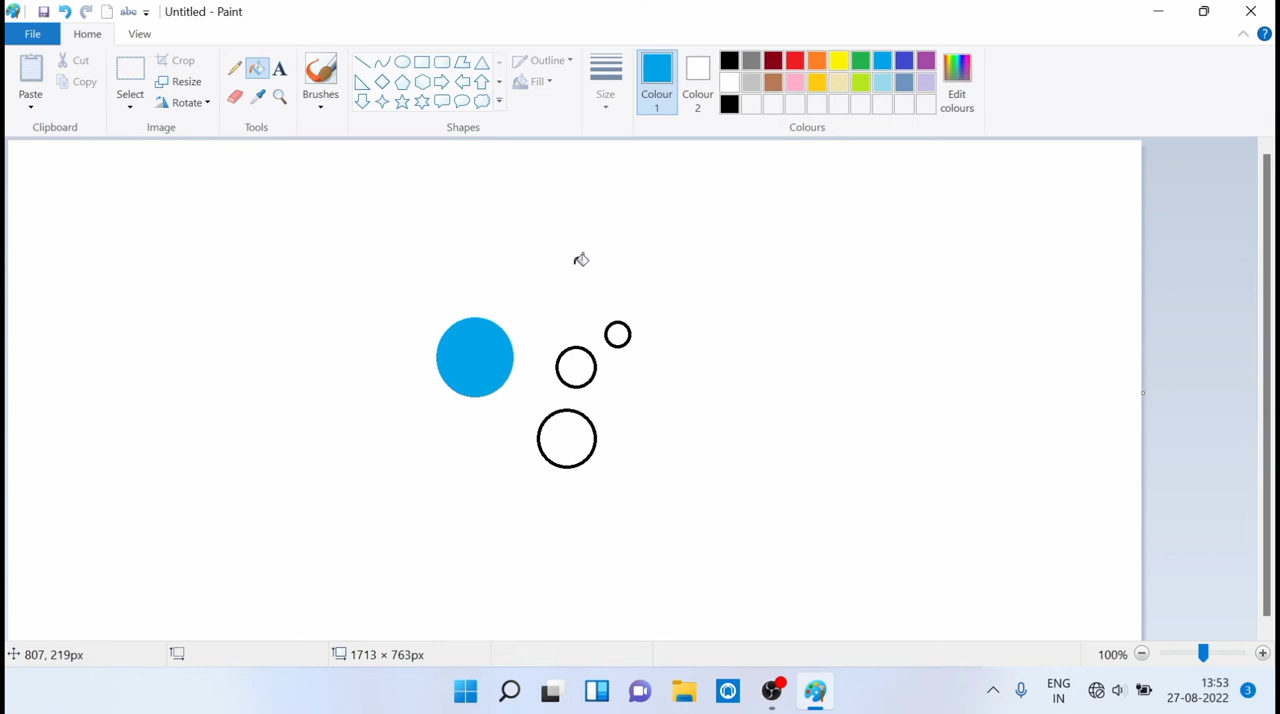 abc Untitled - Paint
File Home View
Paste
Cut
Copy
Clipboard
Select
Crop
Resize
Rotate
Image
A
Tools
Brushes
Shapes
Outline
Fill
Size
Colour 1
Colour 2
Colours
Edit colours
807, 219px
1713 × 763px
100%
ENG
IN
13:53
27-08-2022
3